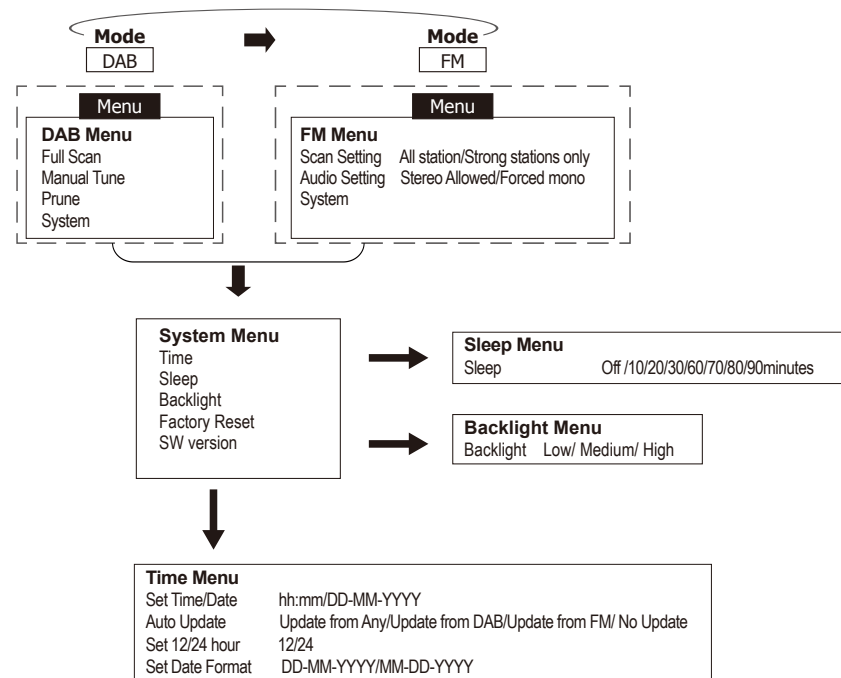 Mode
DAB
Mode
FM
Menu
DAB Menu
Full Scan
Manual Tune
Prune
System
Menu
FM Menu
Scan Setting All station/Strong stations only
Audio Setting Stereo Allowed/Forced mono
System
System Menu
Time
Sleep
Backlight
Factory Reset
SW version
Sleep Menu
Sleep Off /10/20/30/60/70/80/90minutes
Backlight Menu
Backlight Low/ Medium/ High
Time Menu
Set Time/Date hh:mm/DD-MM-YYYY
Auto Update Update from Any/Update from DAB/Update from FM/ No Update
Set 12/24 hour 12/24
Set Date Format DD-MM-YYYY/MM-DD-YYYY